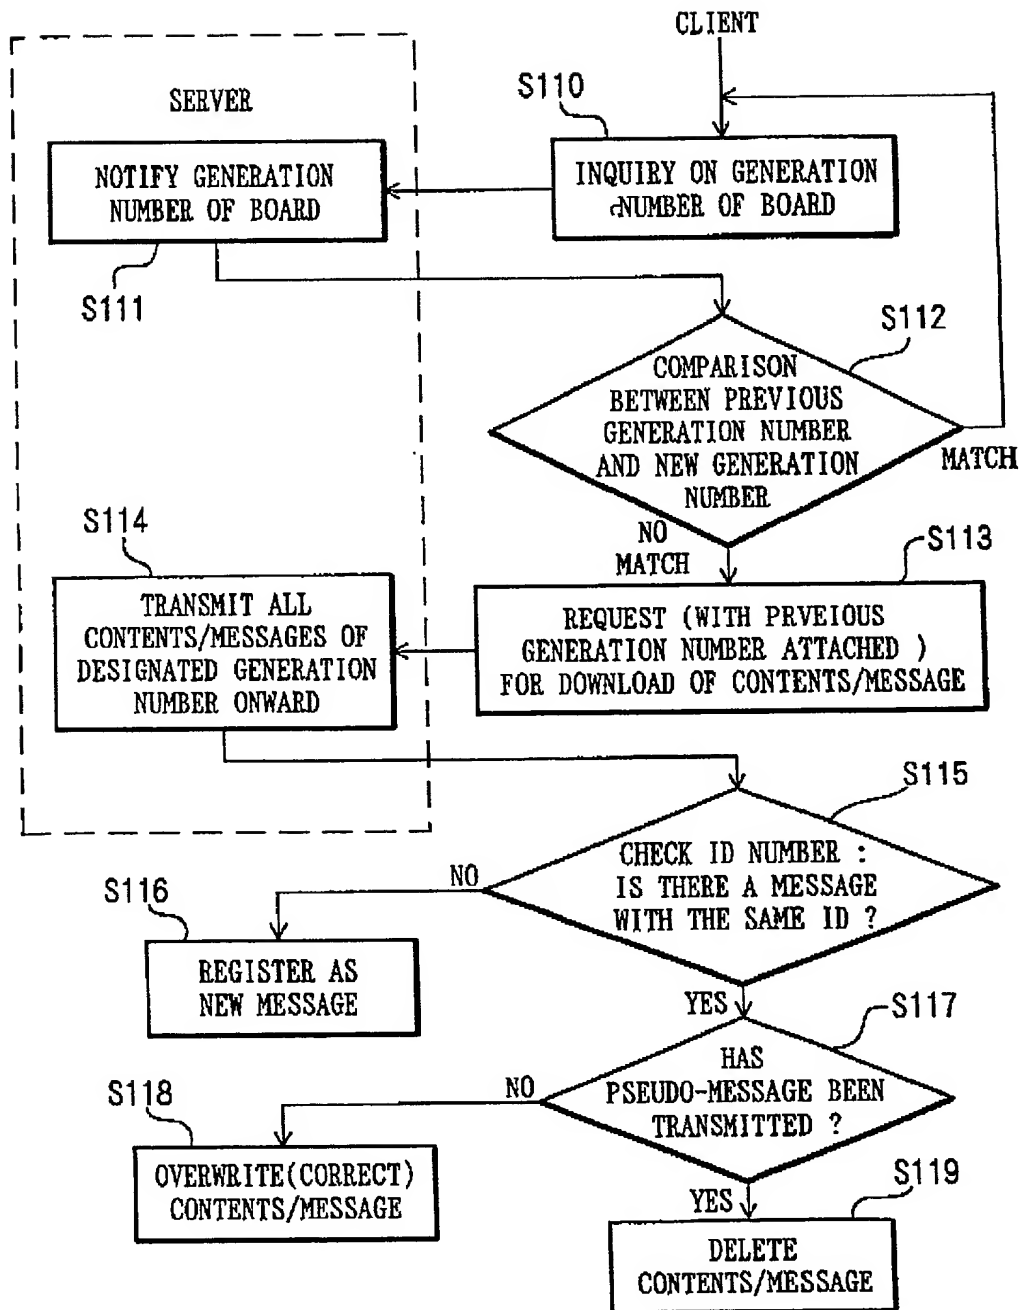 CLIENT
S110
SERVER
NOTIFY GENERATION
NUMBER OF BOARD
INQUIRY ON GENERATION
NUMBER OF BOARD
S111
S112
COMPARISON
BETWEEN PREVIOUS
GENERATION NUMBER
AND NEW GENERATION
NUMBER
MATCH
NO
MATCH
S113
S114
TRANSMIT ALL
CONTENTS/MESSAGES OF
DESIGNATED GENERATION
NUMBER ONWARD
REQUEST (WITH PRVEIOUS
GENERATION NUMBER ATTACHED )
FOR DOWNLOAD OF CONTENTS/MESSAGE
S115
CHECK ID NUMBER :
IS THERE A MESSAGE
WITH THE SAME ID ?
NO
S116
REGISTER AS
NEW MESSAGE
YES
S117
HAS
PSEUDO-MESSAGE BEEN
TRANSMITTED ?
NO
S118
OVERWRITE(CORRECT)
CONTENTS/MESSAGE
YES
S119
DELETE
CONTENTS/MESSAGE